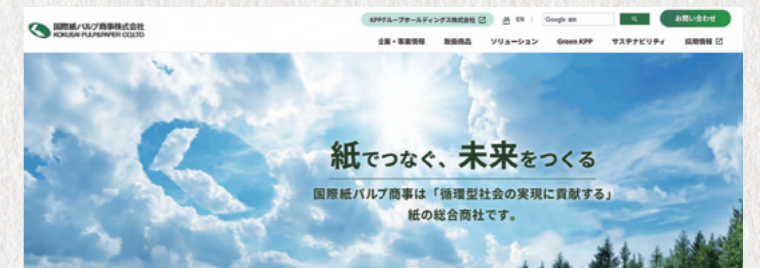 国際紙パルプ商事株式会社
KOKUSAI PULP&PAPER CO.,LTD.
KPPグループホールディングス株式会社
JA EN
Google 検索
お問い合わせ
企業・事業情報 取扱商品 ソリューション Green KPP サステナビリティ 採用情報
紙でつなぐ、未来をつくる
国際紙パルプ商事は「循環型社会の実現に貢献する」
紙の総合商社です。